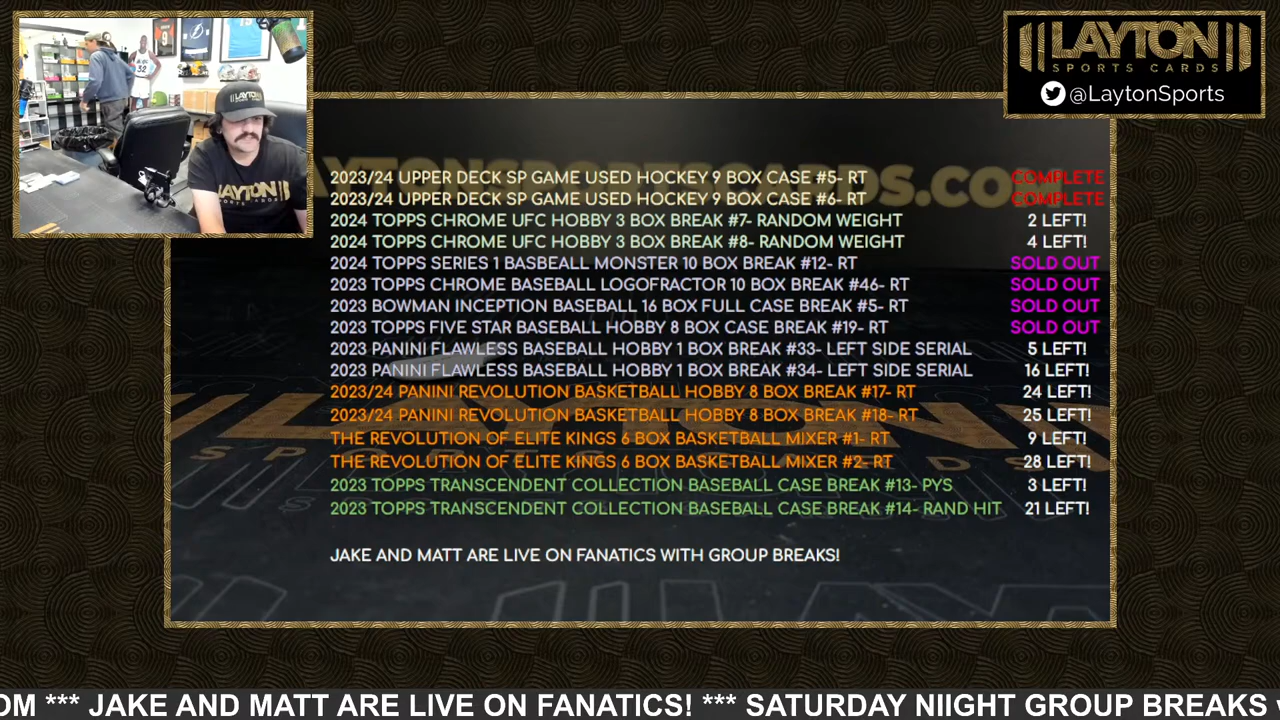 LAYTON
SPORTS CARDS
@LaytonSports
LAYTONSPORTSCARDS.COM
2023/24 UPPER DECK SP GAME USED HOCKEY 9 BOX CASE #5- RT COMPLETE
2023/24 UPPER DECK SP GAME USED HOCKEY 9 BOX CASE #6- RT COMPLETE
2024 TOPPS CHROME UFC HOBBY 3 BOX BREAK #7- RANDOM WEIGHT 2 LEFT!
2024 TOPPS CHROME UFC HOBBY 3 BOX BREAK #8- RANDOM WEIGHT 4 LEFT!
2024 TOPPS SERIES 1 BASBEALL MONSTER 10 BOX BREAK #12- RT SOLD OUT
2023 TOPPS CHROME BASEBALL LOGOFRACTOR 10 BOX BREAK #46- RT SOLD OUT
2023 BOWMAN INCEPTION BASEBALL 16 BOX FULL CASE BREAK #5- RT SOLD OUT
2023 TOPPS FIVE STAR BASEBALL HOBBY 8 BOX CASE BREAK #19- RT SOLD OUT
2023 PANINI FLAWLESS BASEBALL HOBBY 1 BOX BREAK #33- LEFT SIDE SERIAL 5 LEFT!
2023 PANINI FLAWLESS BASEBALL HOBBY 1 BOX BREAK #34- LEFT SIDE SERIAL 16 LEFT!
2023/24 PANINI REVOLUTION BASKETBALL HOBBY 8 BOX BREAK #17- RT 24 LEFT!
2023/24 PANINI REVOLUTION BASKETBALL HOBBY 8 BOX BREAK #18- RT 25 LEFT!
THE REVOLUTION OF ELITE KINGS 6 BOX BASKETBALL MIXER #1- RT 9 LEFT!
THE REVOLUTION OF ELITE KINGS 6 BOX BASKETBALL MIXER #2- RT 28 LEFT!
2023 TOPPS TRANSCENDENT COLLECTION BASEBALL CASE BREAK #13- PYS 3 LEFT!
2023 TOPPS TRANSCENDENT COLLECTION BASEBALL CASE BREAK #14- RAND HIT 21 LEFT!
JAKE AND MATT ARE LIVE ON FANATICS WITH GROUP BREAKS!
OM *** JAKE AND MATT ARE LIVE ON FANATICS! *** SATURDAY NIIGHT GROUP BREAKS